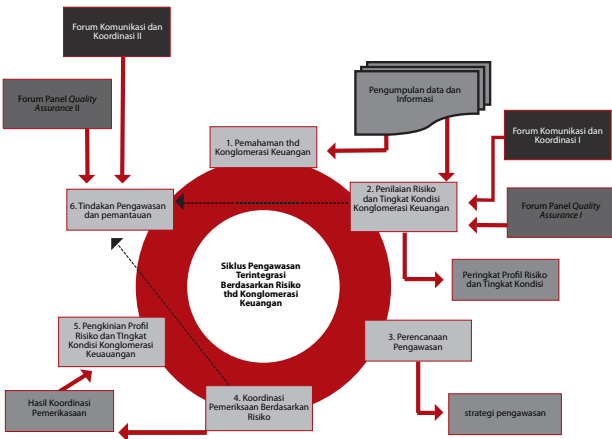 Forum Komunikasi dan
Koordinasi II
Forum Panel Quality
Assurance II
Pengumpulan data dan
Informasi
Forum Komunikasi dan
Koordinasi I
Forum Panel Quality
Assurance I
1. Pemahaman thd
Konglomerasi Keuangan
2. Penilaian Risiko
dan Tingkat Kondisi
Konglomerasi Keuangan
6. Tindakan Pengawasan
dan pemantauan
Siklus Pengawasan
Terintegrasi
Berdasarkan Risiko
thd Konglomerasi
Keuangan
Peringkat Profil Risiko
dan Tingkat Kondisi
5. Pengkinian Profil
Risiko dan TIngkat
Kondisi Konglomerasi
Keuauangan
3. Perencanaan
Pengawasan
Hasil Koordinasi
Pemerikasaan
4. Koordinasi
Pemeriksaan Berdasarkan
Risiko
strategi pengawasan